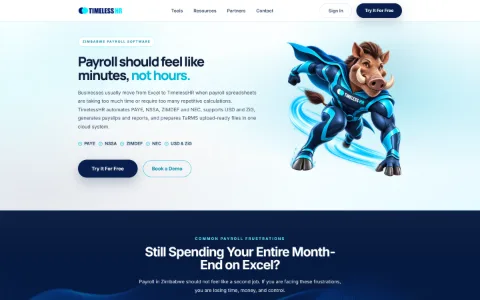 TIMELESSHR
Tools
Resources
Partners
Contact
Sign In
Try It For Free
ZIMBABWE PAYROLL SOFTWARE
Payroll should feel like
minutes, not hours.
Businesses usually move from Excel to TimelessHR when payroll spreadsheets
are taking too much time or require too many repetitive calculations.
TimelessHR automates PAYE, NSSA, ZIMDEF and NEC, supports USD and ZiG,
generates payslips and reports, and prepares TaRMS upload-ready files in one
cloud system.
PAYE
NSSA
ZIMDEF
NEC
USD & ZiG
Try It For Free
Book a Demo
TIMELESSHR
COMMON PAYROLL FRUSTRATIONS
Still Spending Your Entire Month-
End on Excel?
Payroll in Zimbabwe should not feel like a second job. If you are facing these frustrations,
you are losing time, money, and control.